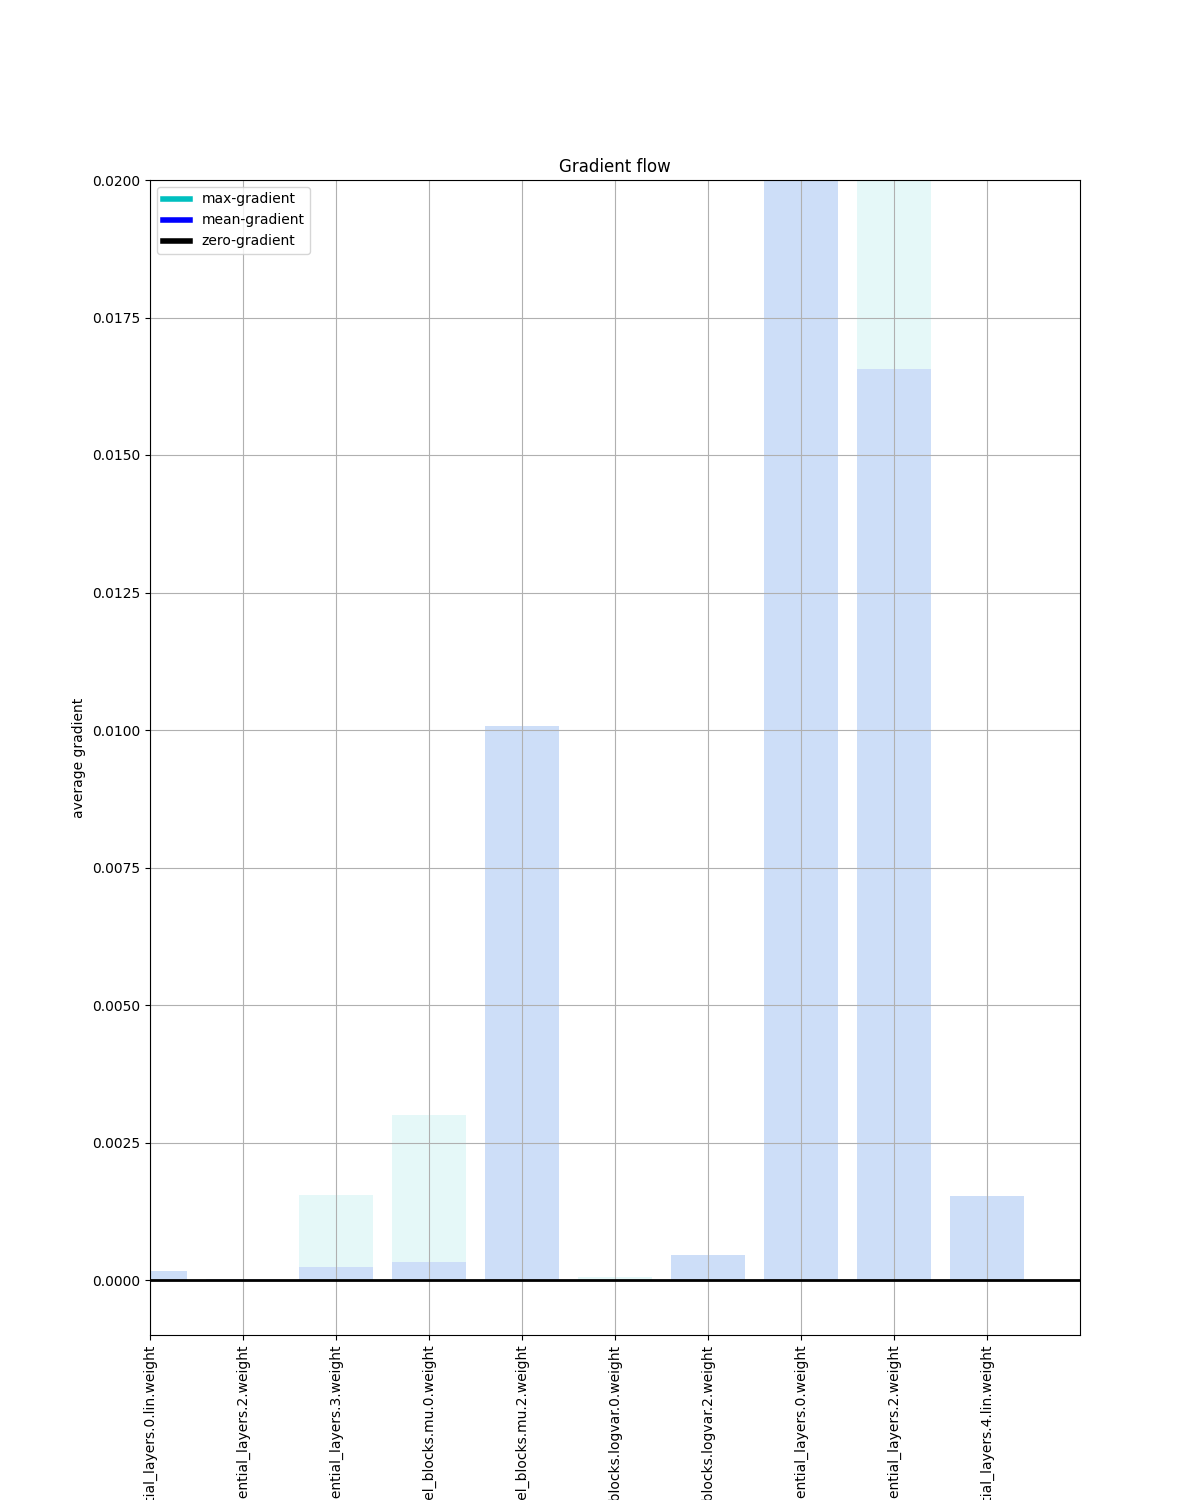 Gradient flow
max-gradient
mean-gradient
zero-gradient
0.0200
0.0175
0.0150
0.0125
0.0100
0.0075
0.0050
0.0025
0.0000
average gradient
tial_layers.0.lin.weight
ential_layers.2.weight
ential_layers.3.weight
el_blocks.mu.0.weight
el_blocks.mu.2.weight
blocks.logvar.0.weight
blocks.logvar.2.weight
ential_layers.0.weight
ential_layers.2.weight
tial_layers.4.lin.weight